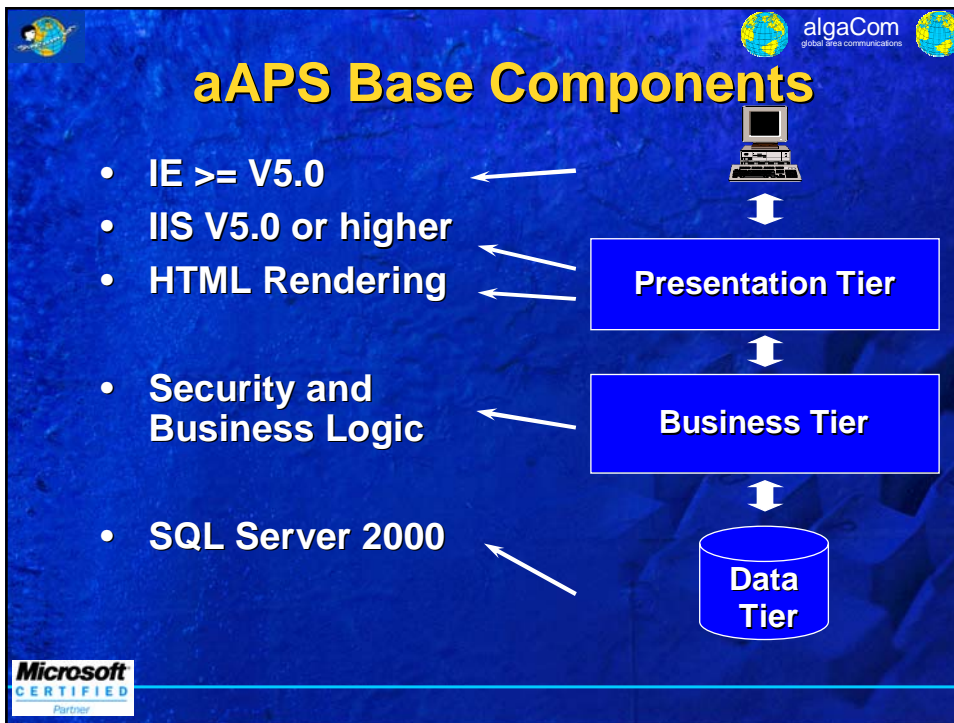 algaCom
global area communications
aAPS Base Components
• IE >= V5.0
• IIS V5.0 or higher
• HTML Rendering
• Security and
Business Logic
• SQL Server 2000
Presentation Tier
Business Tier
Data
Tier
Microsoft
CERTIFIED
Partner